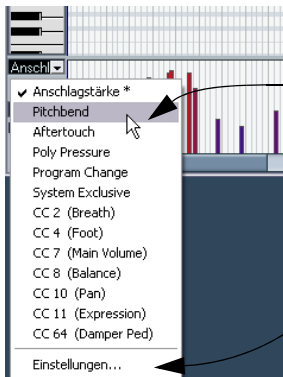 Anschl
✓ Anschlagstärke *
Pitchbend
Aftertouch
Poly Pressure
Program Change
System Exclusive
CC 2 (Breath)
CC 4 (Foot)
CC 7 (Main Volume)
CC 8 (Balance)
CC 10 (Pan)
CC 11 (Expression)
CC 64 (Damper Ped)
Einstellungen...